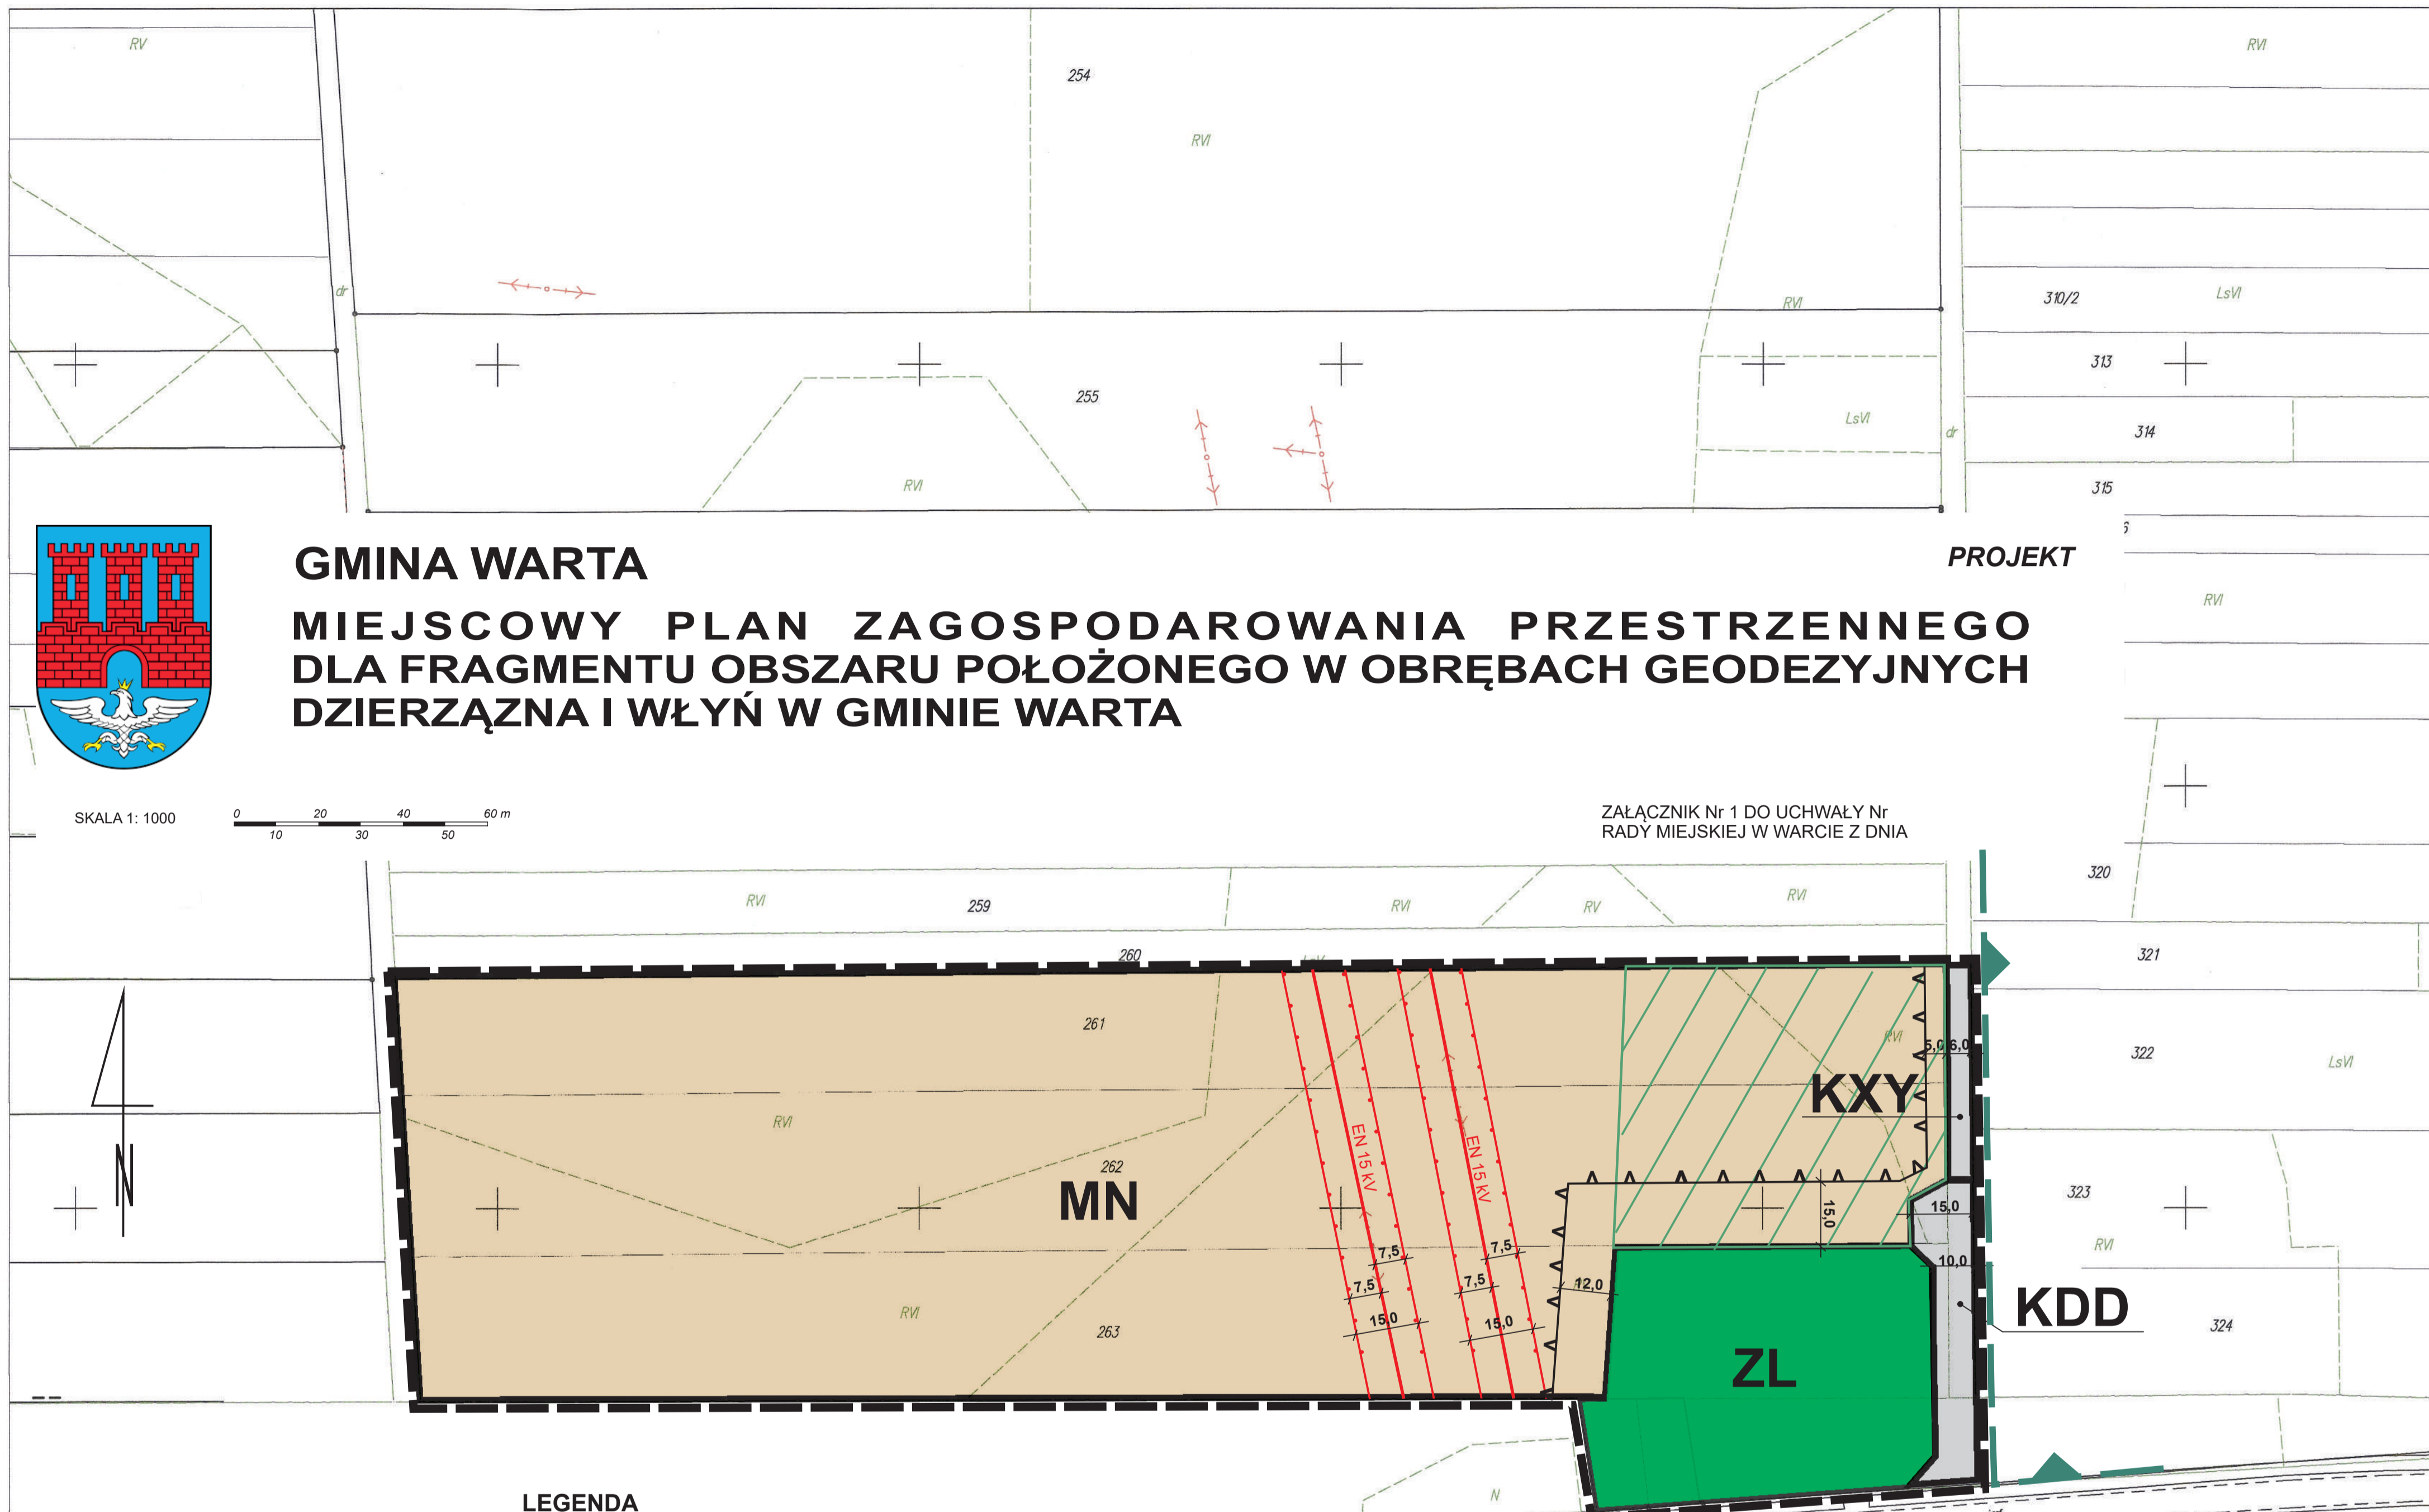 RV
254
RVI
RVI
dr
RVI
310/2
LsVI
313
255
LsVI
dr
314
RVI
315
6
GMINA WARTA
PROJEKT
MIEJSCOWY PLAN ZAGOSPODAROWANIA PRZESTRZENNEGO
DLA FRAGMENTU OBSZARU POŁOŻONEGO W OBRĘBACH GEODEZYJNYCH
DZIERZĄZNA I WŁYŃ W GMINIE WARTA
RVI
SKALA 1: 1000
0 20 40 60 m
10 30 50
ZAŁĄCZNIK Nr 1 DO UCHWAŁY Nr
RADY MIEJSKIEJ W WARCIE Z DNIA
320
RVI
259
RVI
RV
RVI
260
321
261
RVI
5,0 6,0
322
LsVI
KXY
RVI
EN 15 kV
EN 15 kV
262
MN
N
323
15,0
15,0
RVI
7,5
7,5
10,0
7,5
7,5
12,0
KDD
RVI
263
15,0
15,0
324
ZL
LEGENDA
N